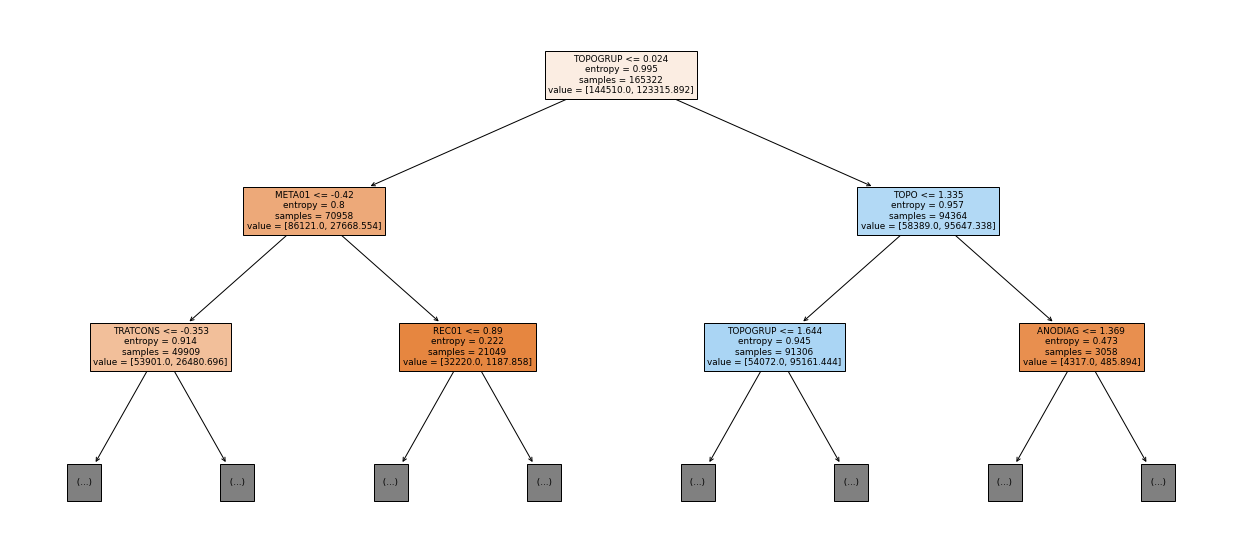 TOPOGRUP <= 0.024
entropy = 0.995
samples = 165322
value = [144510.0, 123315.892]
META01 <= -0.42
entropy = 0.8
samples = 70958
value = [86121.0, 27668.554]
TOPO <= 1.335
entropy = 0.957
samples = 94364
value = [58389.0, 95647.338]
TRATCONS <= -0.353
entropy = 0.914
samples = 49909
value = [53901.0, 26480.696]
REC01 <= 0.89
entropy = 0.222
samples = 21049
value = [32220.0, 1187.858]
TOPOGRUP <= 1.644
entropy = 0.945
samples = 91306
value = [54072.0, 95161.444]
ANODIAG <= 1.369
entropy = 0.473
samples = 3058
value = [4317.0, 485.894]
(...)
(...)
(...)
(...)
(...)
(...)
(...)
(...)